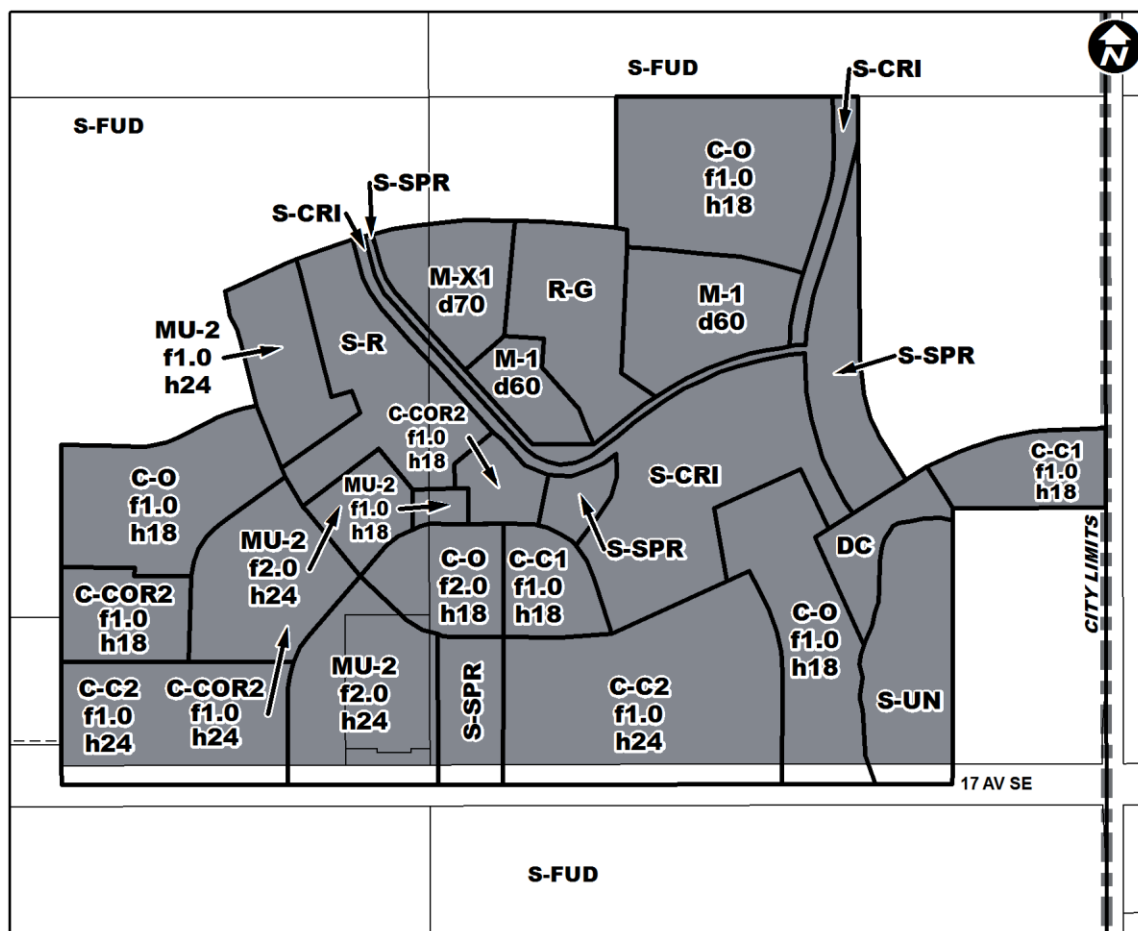 N
S-FUD
S-CRI
S-FUD
C-O
f1.0
h18
S-SPR
S-CRI
M-X1
d70
R-G
M-1
d60
MU-2
f1.0
h24
S-R
M-1
d60
S-SPR
C-COR2
f1.0
h18
C-C1
f1.0
h18
C-O
f1.0
h18
MU-2
f1.0
h18
S-CRI
MU-2
f2.0
h24
S-SPR
DC
C-O
f2.0
h18
C-C1
f1.0
h18
CITY LIMITS
C-COR2
f1.0
h18
C-O
f1.0
h18
MU-2
f2.0
h24
S-SPR
C-C2
f1.0
h24
C-COR2
f1.0
h24
C-C2
f1.0
h24
S-UN
17 AV SE
S-FUD